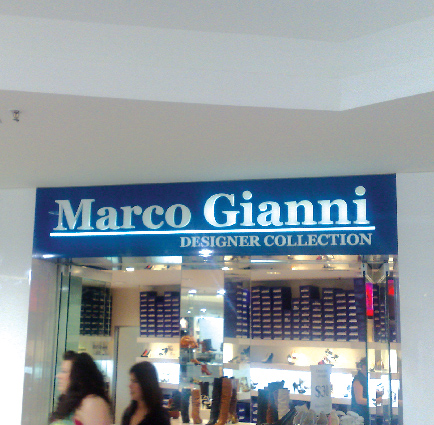 Marco Gianni
DESIGNER COLLECTION